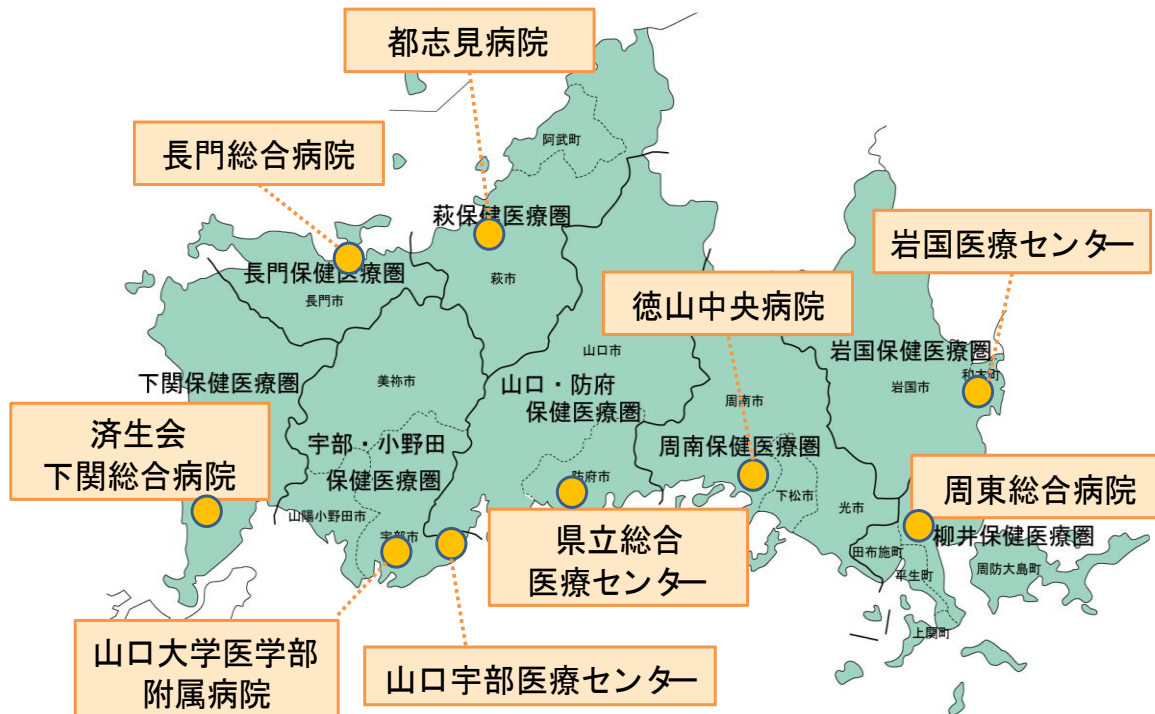 都志見病院
長門総合病院
阿武町
萩保健医療圏
岩国医療センター
長門保健医療圏
長門市
萩市
徳山中央病院
山口市
岩国保健医療圏
和木町
岩国市
下関保健医療圏
美祢市
山口・防府
保健医療圏
周南市
済生会
下関総合病院
宇部・小野田
保健医療圏
周南保健医療圏
防府市
下松市
光市
周東総合病院
山陽小野田市
宇部市
県立総合
医療センター
柳井保健医療圏
田布施町
平生町
周防大島町
上関町
山口大学医学部
附属病院
山口宇部医療センター